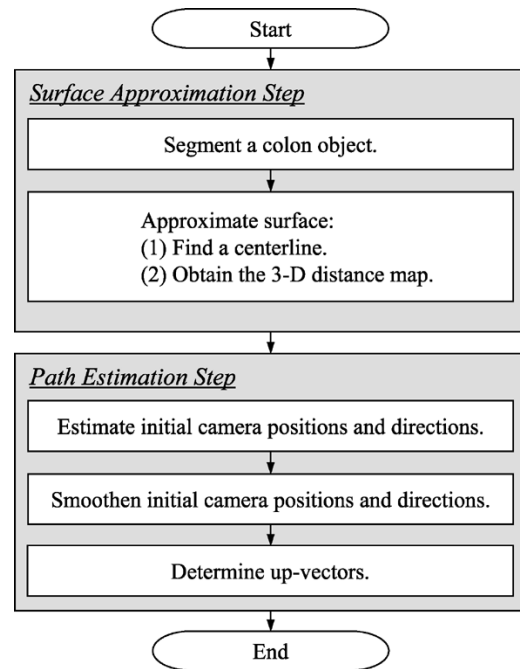 Start
Surface Approximation Step
Segment a colon object.
Approximate surface:
(1) Find a centerline.
(2) Obtain the 3-D distance map.
Path Estimation Step
Estimate initial camera positions and directions.
Smoothen initial camera positions and directions.
Determine up-vectors.
End